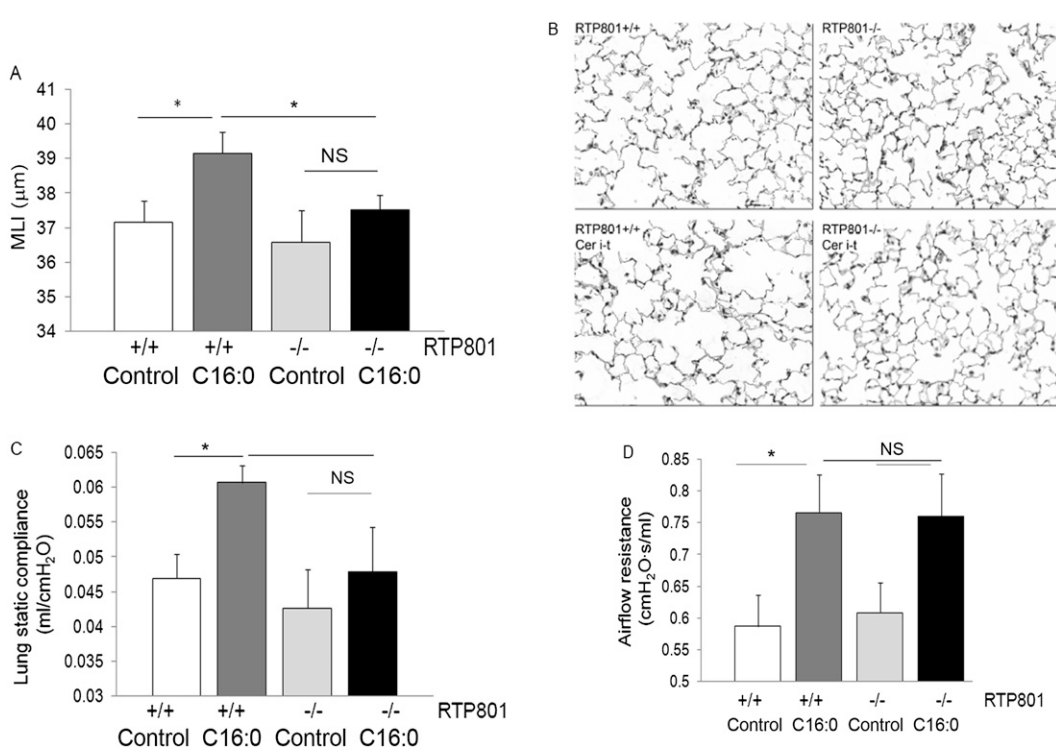 A
MLI (μm)
41
40
39
38
37
36
35
34
*
*
NS
+/+ +/+ -/- -/- RTP801
Control C16:0 Control C16:0
B
RTP801+/+
RTP801-/-
RTP801+/+
Cer i-t
RTP801-/-
Cer i-t
C
Lung static compliance
(ml/cmH₂O)
0.065
0.06
0.055
0.05
0.045
0.04
0.035
0.03
*
NS
+/+ +/+ -/- -/- RTP801
Control C16:0 Control C16:0
D
Airflow resistance
(cmH₂O·s/ml)
0.85
0.8
0.75
0.7
0.65
0.6
0.55
0.5
*
NS
+/+ +/+ -/- -/- RTP801
Control C16:0 Control C16:0